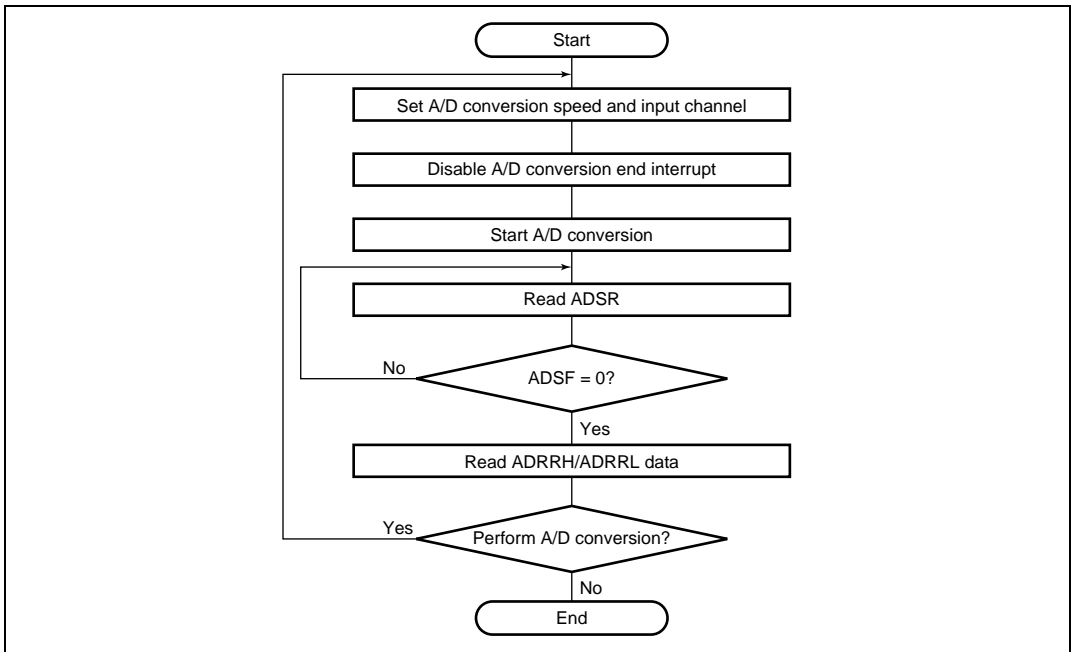 Start
Set A/D conversion speed and input channel
Disable A/D conversion end interrupt
Start A/D conversion
Read ADSR
No
ADSF = 0?
Yes
Read ADRRH/ADRRL data
Yes
Perform A/D conversion?
No
End